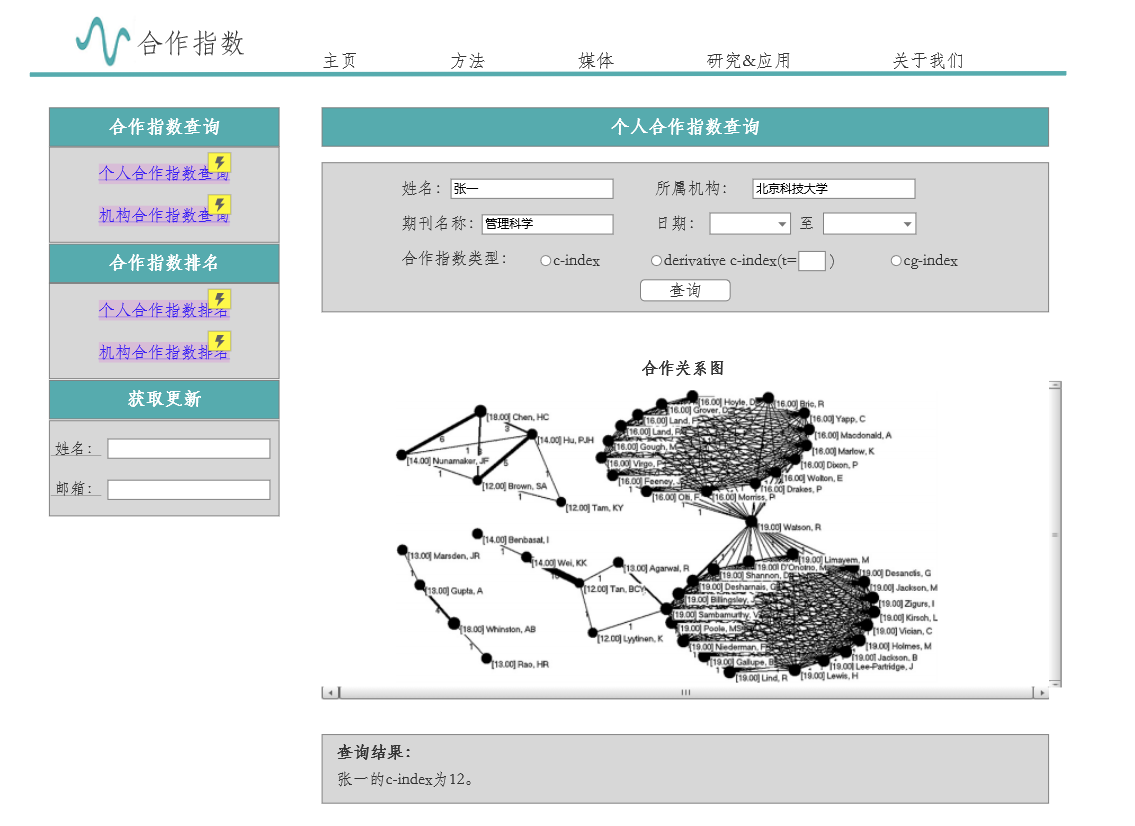 合作指数
主页 方法 媒体 研究&应用 关于我们
合作指数查询
个人合作指数查询
机构合作指数查询
合作指数排名
个人合作指数排名
机构合作指数排名
获取更新
姓名：
邮箱：
个人合作指数查询
姓名： 张一 所属机构： 北京科技大学
期刊名称： 管理科学 日期： 至
合作指数类型： c-index derivative c-index(t= ) cg-index
查询
合作关系图
[18.00] Chen, HC
[14.00] Hu, PJH
[14.00] Nunamaker, JF
[12.00] Brown, SA
[12.00] Tam, KY
6
3
1
5
1
1
1
[16.00] Hoyle, D
[16.00] Bric, R
[16.00] Grover, D
[16.00] Yapp, C
[16.00] Land, F
[16.00] Land, R
[16.00] Macdonald, A
[16.00] Gough, M
[16.00] Marlow, K
[16.00] Virgo, P
[16.00] Dixon, P
[16.00] Feeney, J
[16.00] Wolton, E
[16.00] Drakes, P
[16.00] Olti, F
[16.00] Morriss, P
[19.00] Watson, R
[14.00] Benbasat, I
[14.00] Wei, KK
[13.00] Marsden, JR
[13.00] Gupta, A
[18.00] Whinston, AB
[13.00] Rao, HR
[13.00] Agarwal, R
[12.00] Tan, BCY
[12.00] Lyytinen, K
[19.00] Limayem, M
[19.00] Shannon, D
[19.00] Desanctis, G
[19.00] Desharnais, G
[19.00] Jackson, M
[19.00] Billingsley, J
[19.00] Zigurs, I
[19.00] Sambamurthy, V
[19.00] Kirsch, L
[19.00] Poole, MS
[19.00] Vician, C
[19.00] Niederman, F
[19.00] Holmes, M
[19.00] Gallupe, B
[19.00] Jackson, B
[19.00] Lee-Partridge, J
[19.00] Lind, R
[19.00] Lewis, H
查询结果：
张一的c-index为12。